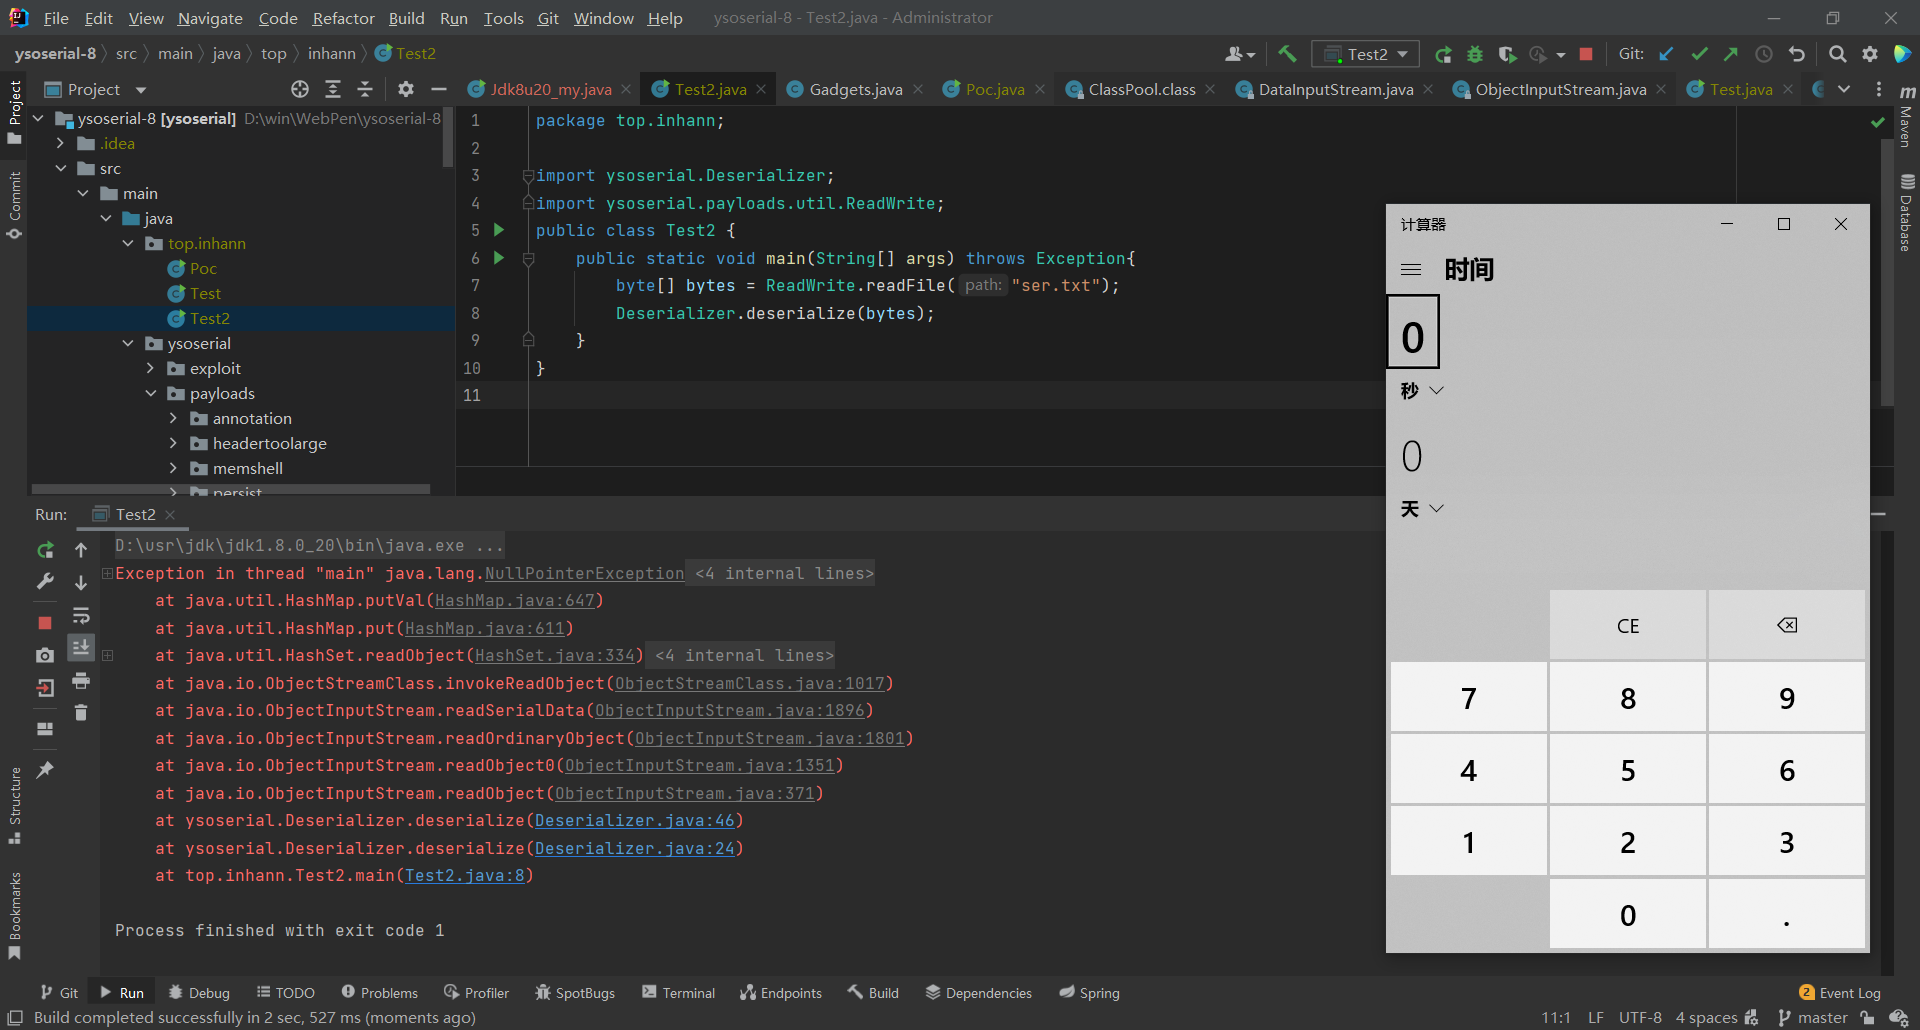 File Edit View Navigate Code Refactor Build Run Tools Git Window Help ysoserial-8 - Test2.java - Administrator
ysoserial-8 src main java top inhann Test2 Test2 Git:
Project
Jdk8u20_my.java Test2.java Gadgets.java Poc.java ClassPool.class DataInputStream.java ObjectInputStream.java Test.java
Project
Commit
Structure
Bookmarks
m Maven
Database
ysoserial-8 [ysoserial] D:\win\WebPen\ysoserial-8
.idea
src
main
java
top.inhann
Poc
Test
Test2
ysoserial
exploit
payloads
annotation
headertoolarge
memshell
persist
1 package top.inhann;
2
3 import ysoserial.Deserializer;
4 import ysoserial.payloads.util.ReadWrite;
5 public class Test2 {
6 public static void main(String[] args) throws Exception{
7 byte[] bytes = ReadWrite.readFile( path: "ser.txt");
8 Deserializer.deserialize(bytes);
9 }
10 }
11
计算器
时间
0
秒
0
天
CE
7 8 9
4 5 6
1 2 3
0 .
Run: Test2
D:\usr\jdk\jdk1.8.0_20\bin\java.exe ...
Exception in thread "main" java.lang.NullPointerException <4 internal lines>
at java.util.HashMap.putVal(HashMap.java:647)
at java.util.HashMap.put(HashMap.java:611)
at java.util.HashSet.readObject(HashSet.java:334) <4 internal lines>
at java.io.ObjectStreamClass.invokeReadObject(ObjectStreamClass.java:1017)
at java.io.ObjectInputStream.readSerialData(ObjectInputStream.java:1896)
at java.io.ObjectInputStream.readOrdinaryObject(ObjectInputStream.java:1801)
at java.io.ObjectInputStream.readObject0(ObjectInputStream.java:1351)
at java.io.ObjectInputStream.readObject(ObjectInputStream.java:371)
at ysoserial.Deserializer.deserialize(Deserializer.java:46)
at ysoserial.Deserializer.deserialize(Deserializer.java:24)
at top.inhann.Test2.main(Test2.java:8)
Process finished with exit code 1
Git Run Debug TODO Problems Profiler SpotBugs Terminal Endpoints Build Dependencies Spring 2 Event Log
Build completed successfully in 2 sec, 527 ms (moments ago) 11:1 LF UTF-8 4 spaces master